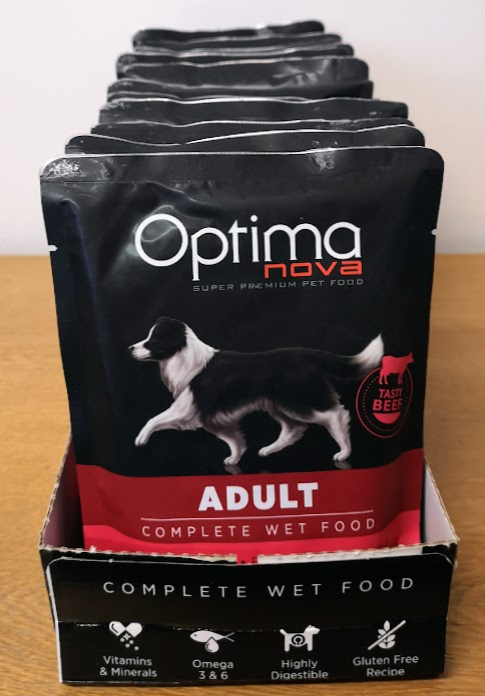 Optima
nova
SUPER PREMIUM PET FOOD
TASTY
BEEF
ADULT
COMPLETE WET FOOD
COMPLETE WET FOOD
Vitamins
& Minerals
Omega
3 & 6
Highly
Digestible
Gluten Free
Recipe